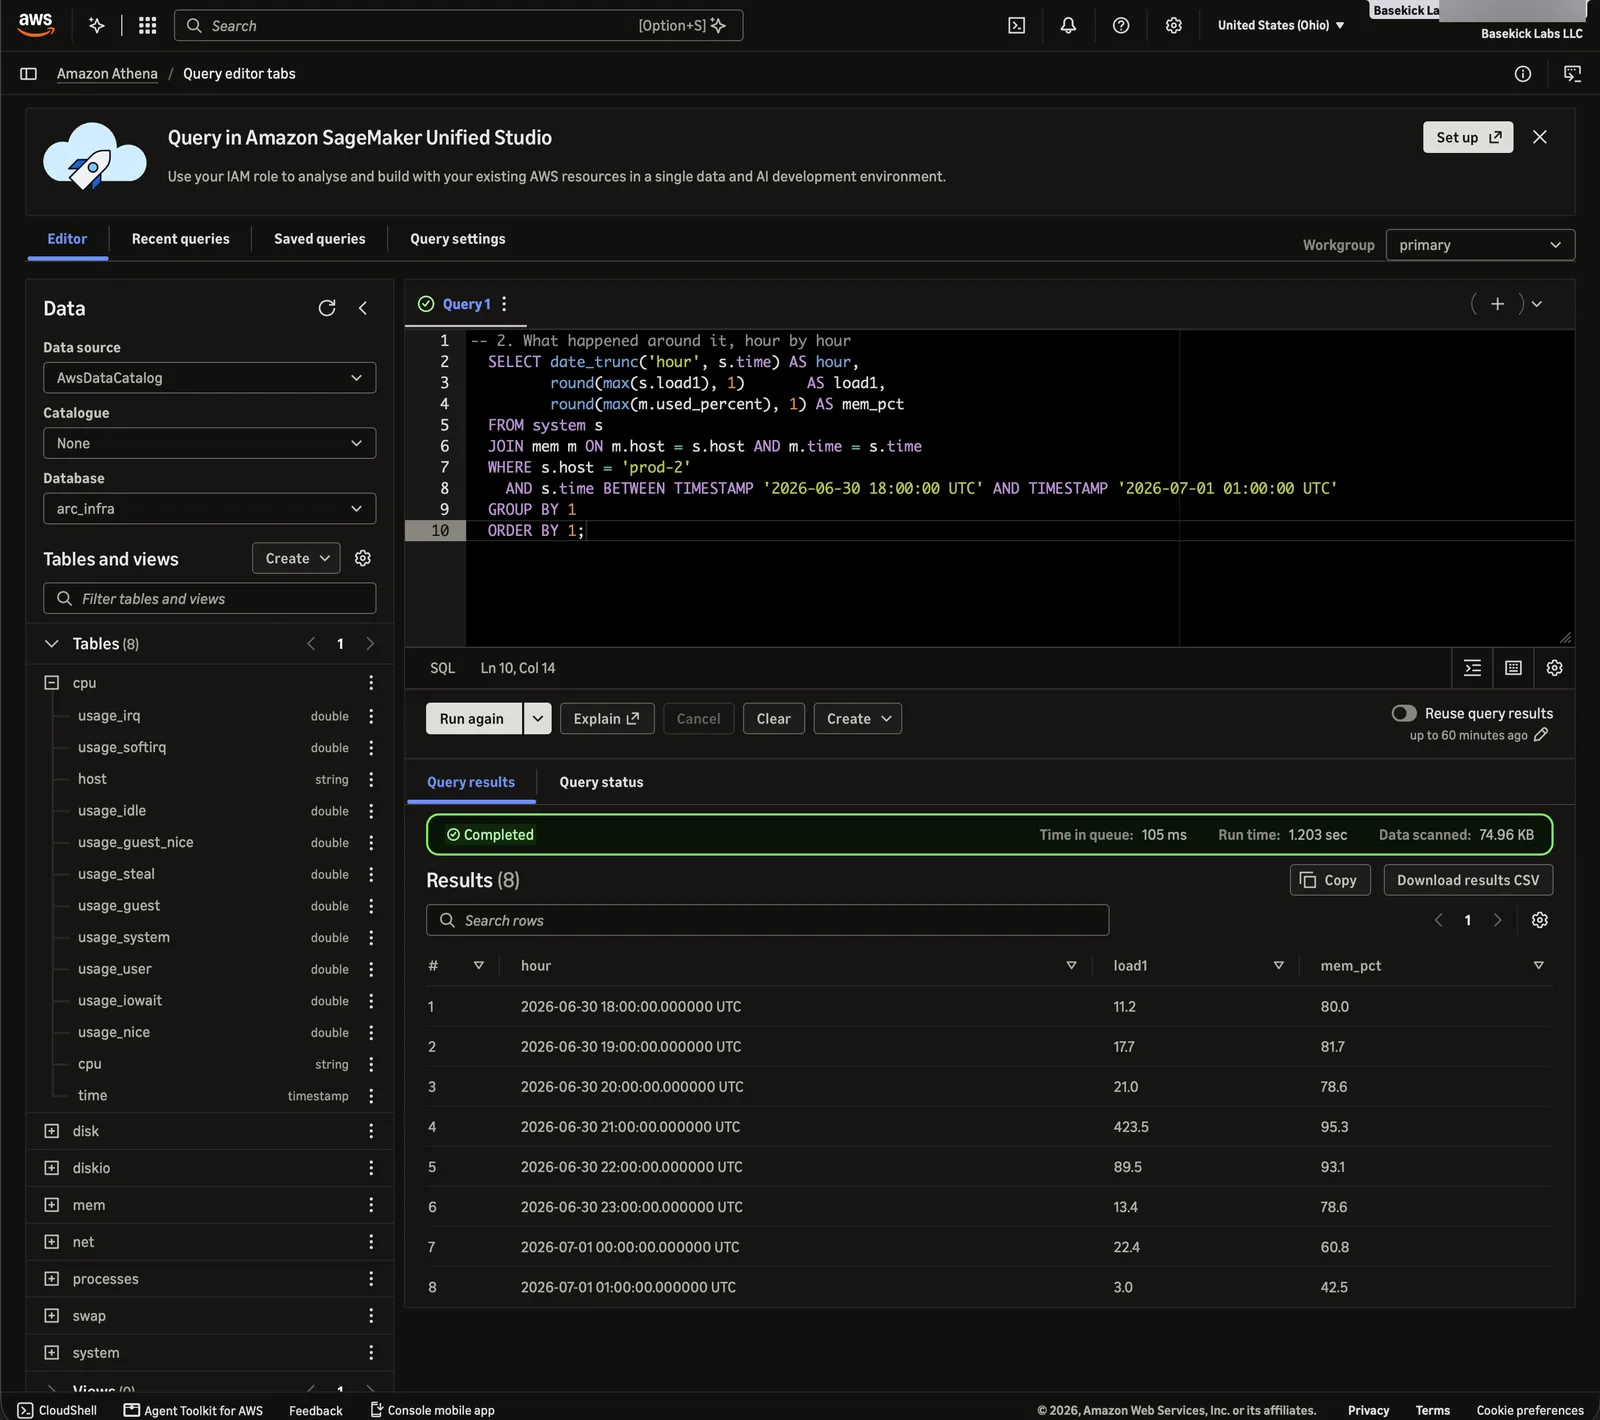 aws
Search
[Option+S]
United States (Ohio)
Basekick La
Basekick Labs LLC
Amazon Athena / Query editor tabs
Query in Amazon SageMaker Unified Studio
Use your IAM role to analyse and build with your existing AWS resources in a single data and AI development environment.
Set up
Editor
Recent queries
Saved queries
Query settings
Workgroup
primary
Data
Data source
AwsDataCatalog
Catalogue
None
Database
arc_infra
Tables and views
Create
Filter tables and views
Tables (8)
1
cpu
usage_irq double
usage_softirq double
host string
usage_idle double
usage_guest_nice double
usage_steal double
usage_guest double
usage_system double
usage_user double
usage_iowait double
usage_nice double
cpu string
time timestamp
disk
diskio
mem
net
processes
swap
system
Views (0)
1
Query 1
1 -- 2. What happened around it, hour by hour
2 SELECT date_trunc('hour', s.time) AS hour,
3 round(max(s.load1), 1) AS load1,
4 round(max(m.used_percent), 1) AS mem_pct
5 FROM system s
6 JOIN mem m ON m.host = s.host AND m.time = s.time
7 WHERE s.host = 'prod-2'
8 AND s.time BETWEEN TIMESTAMP '2026-06-30 18:00:00 UTC' AND TIMESTAMP '2026-07-01 01:00:00 UTC'
9 GROUP BY 1
10 ORDER BY 1;
SQL Ln 10, Col 14
Run again
Explain
Cancel
Clear
Create
Reuse query results
up to 60 minutes ago
Query results
Query status
Completed
Time in queue: 105 ms
Run time: 1.203 sec
Data scanned: 74.96 KB
Results (8)
Copy
Download results CSV
Search rows
1
# hour load1 mem_pct
1 2026-06-30 18:00:00.000000 UTC 11.2 80.0
2 2026-06-30 19:00:00.000000 UTC 17.7 81.7
3 2026-06-30 20:00:00.000000 UTC 21.0 78.6
4 2026-06-30 21:00:00.000000 UTC 423.5 95.3
5 2026-06-30 22:00:00.000000 UTC 89.5 93.1
6 2026-06-30 23:00:00.000000 UTC 13.4 78.6
7 2026-07-01 00:00:00.000000 UTC 22.4 60.8
8 2026-07-01 01:00:00.000000 UTC 3.0 42.5
CloudShell
Agent Toolkit for AWS
Feedback
Console mobile app
© 2026, Amazon Web Services, Inc. or its affiliates.
Privacy
Terms
Cookie preferences